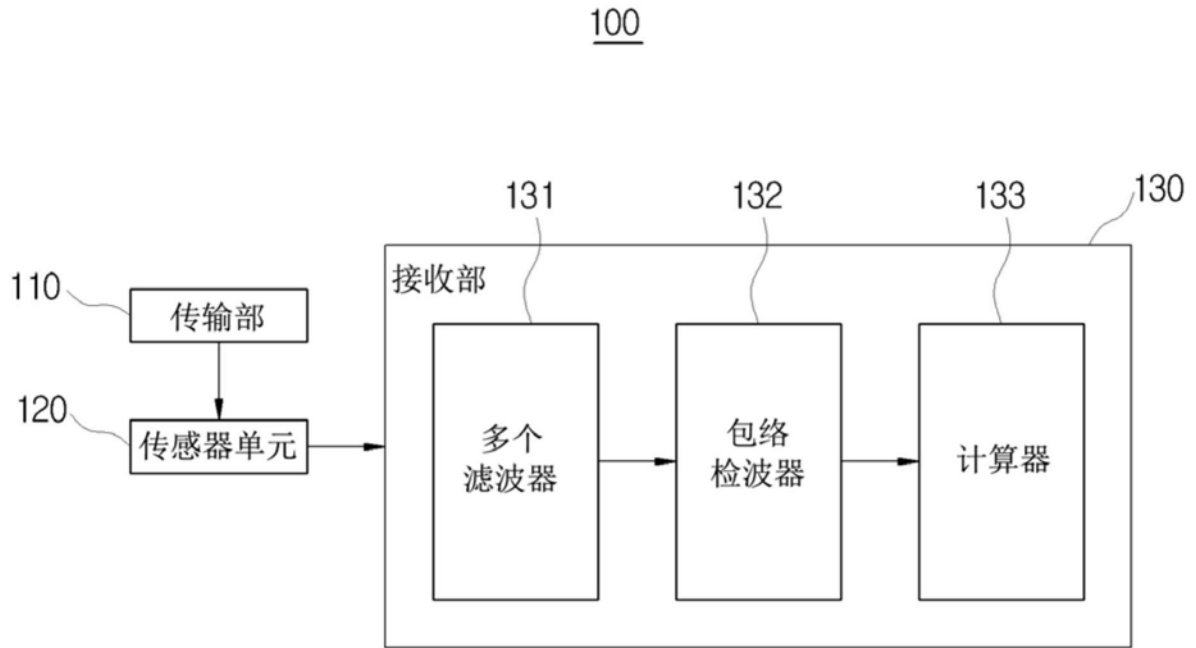 100
131
132
133
130
接收部
110
传输部
120
传感器单元
多个
滤波器
包络
检波器
计算器